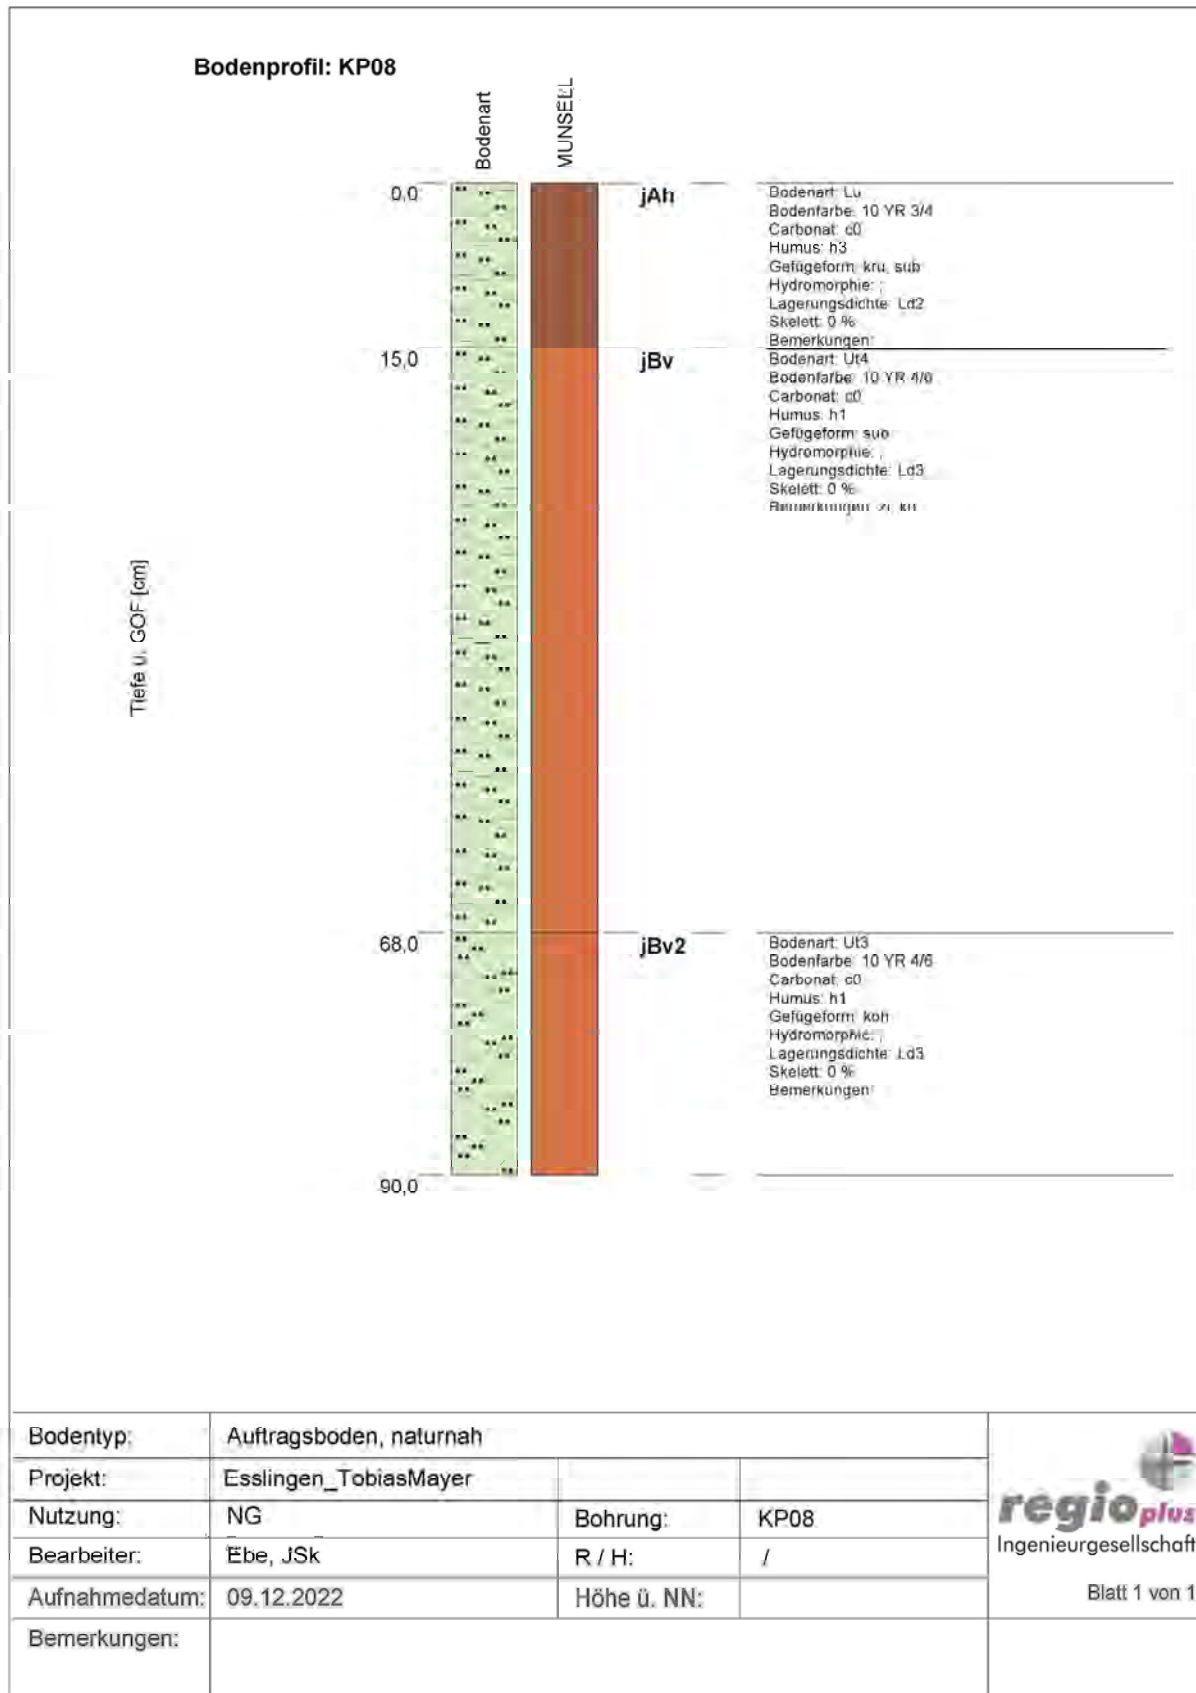 Bodenprofil: KP08
Bodenart
MUNSELL
0,0
jAh
Bodenart: Lu
Bodenfarbe: 10 YR 3/4
Carbonat: c0
Humus: h3
Gefügeform: kru, sub
Hydromorphie: ;
Lagerungsdichte: Ld2
Skelett: 0 %
Bemerkungen:
15,0
jBv
Bodenart: Ut4
Bodenfarbe: 10 YR 4/6
Carbonat: c0
Humus: h1
Gefügeform: sub
Hydromorphie: ;
Lagerungsdichte: Ld3
Skelett: 0 %
Bemerkungen:
Tiefe u. GOF [cm]
68,0
jBv2
Bodenart: Ut3
Bodenfarbe: 10 YR 4/6
Carbonat: c0
Humus: h1
Gefügeform: koh
Hydromorphie: ;
Lagerungsdichte: Ld3
Skelett: 0 %
Bemerkungen:
90,0
Bodentyp: Auftragsboden, naturnah
Projekt: Esslingen_TobiasMayer
Nutzung: NG Bohrung: KP08
Bearbeiter: Ebe, JSk R / H: /
Aufnahmedatum: 09.12.2022 Höhe ü. NN:
Bemerkungen:
regioplus
Ingenieurgesellschaft
Blatt 1 von 1